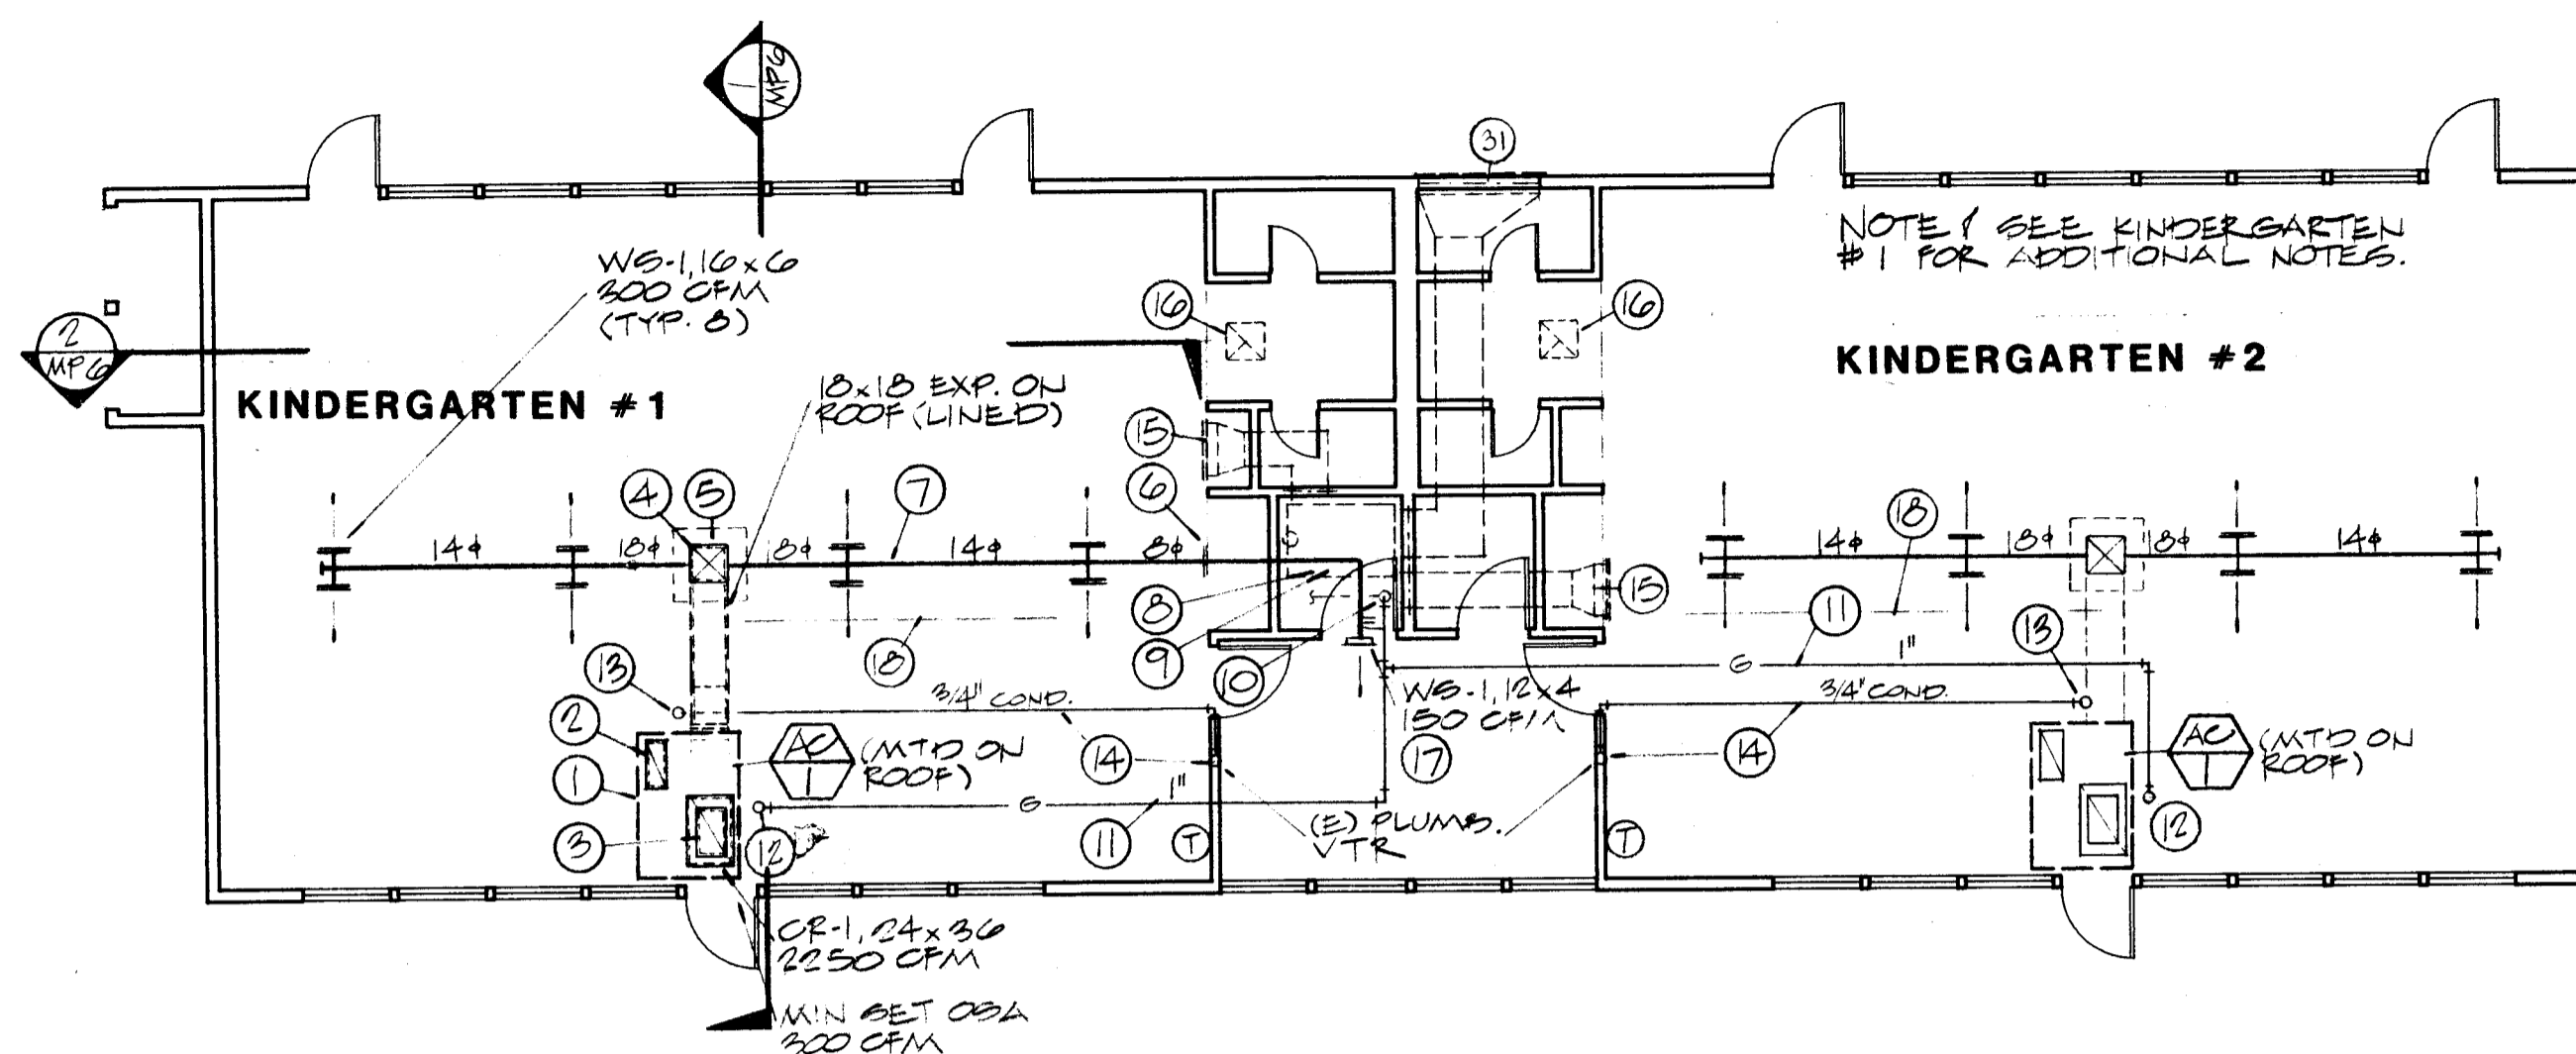 1
MP6
31
NOTE: SEE KINDERGARTEN
#1 FOR ADDITIONAL NOTES.
WS-1, 16x6
300 CFM
(TYP. 8)
16
16
2
MP6
KINDERGARTEN #1
KINDERGARTEN #2
18x18 EXP. ON
ROOF (LINED)
15
4
5
7
6
18
14ϕ
18ϕ
18ϕ
14ϕ
8ϕ
14ϕ
18ϕ
18ϕ
14ϕ
8
15
11
13
18
9
13
10
G
1"
3/4" COND.
WS-1, 12x4
150 CFM
3/4" COND.
2
AC
1
(MTD ON
ROOF)
14
17
14
14
AC
1
(MTD ON
ROOF)
1
G
1"
12
3
12
11
T
(E) PLUMB.
VTR
T
CR-1, 24x36
2250 CFM
MIN SET OSA
300 CFM